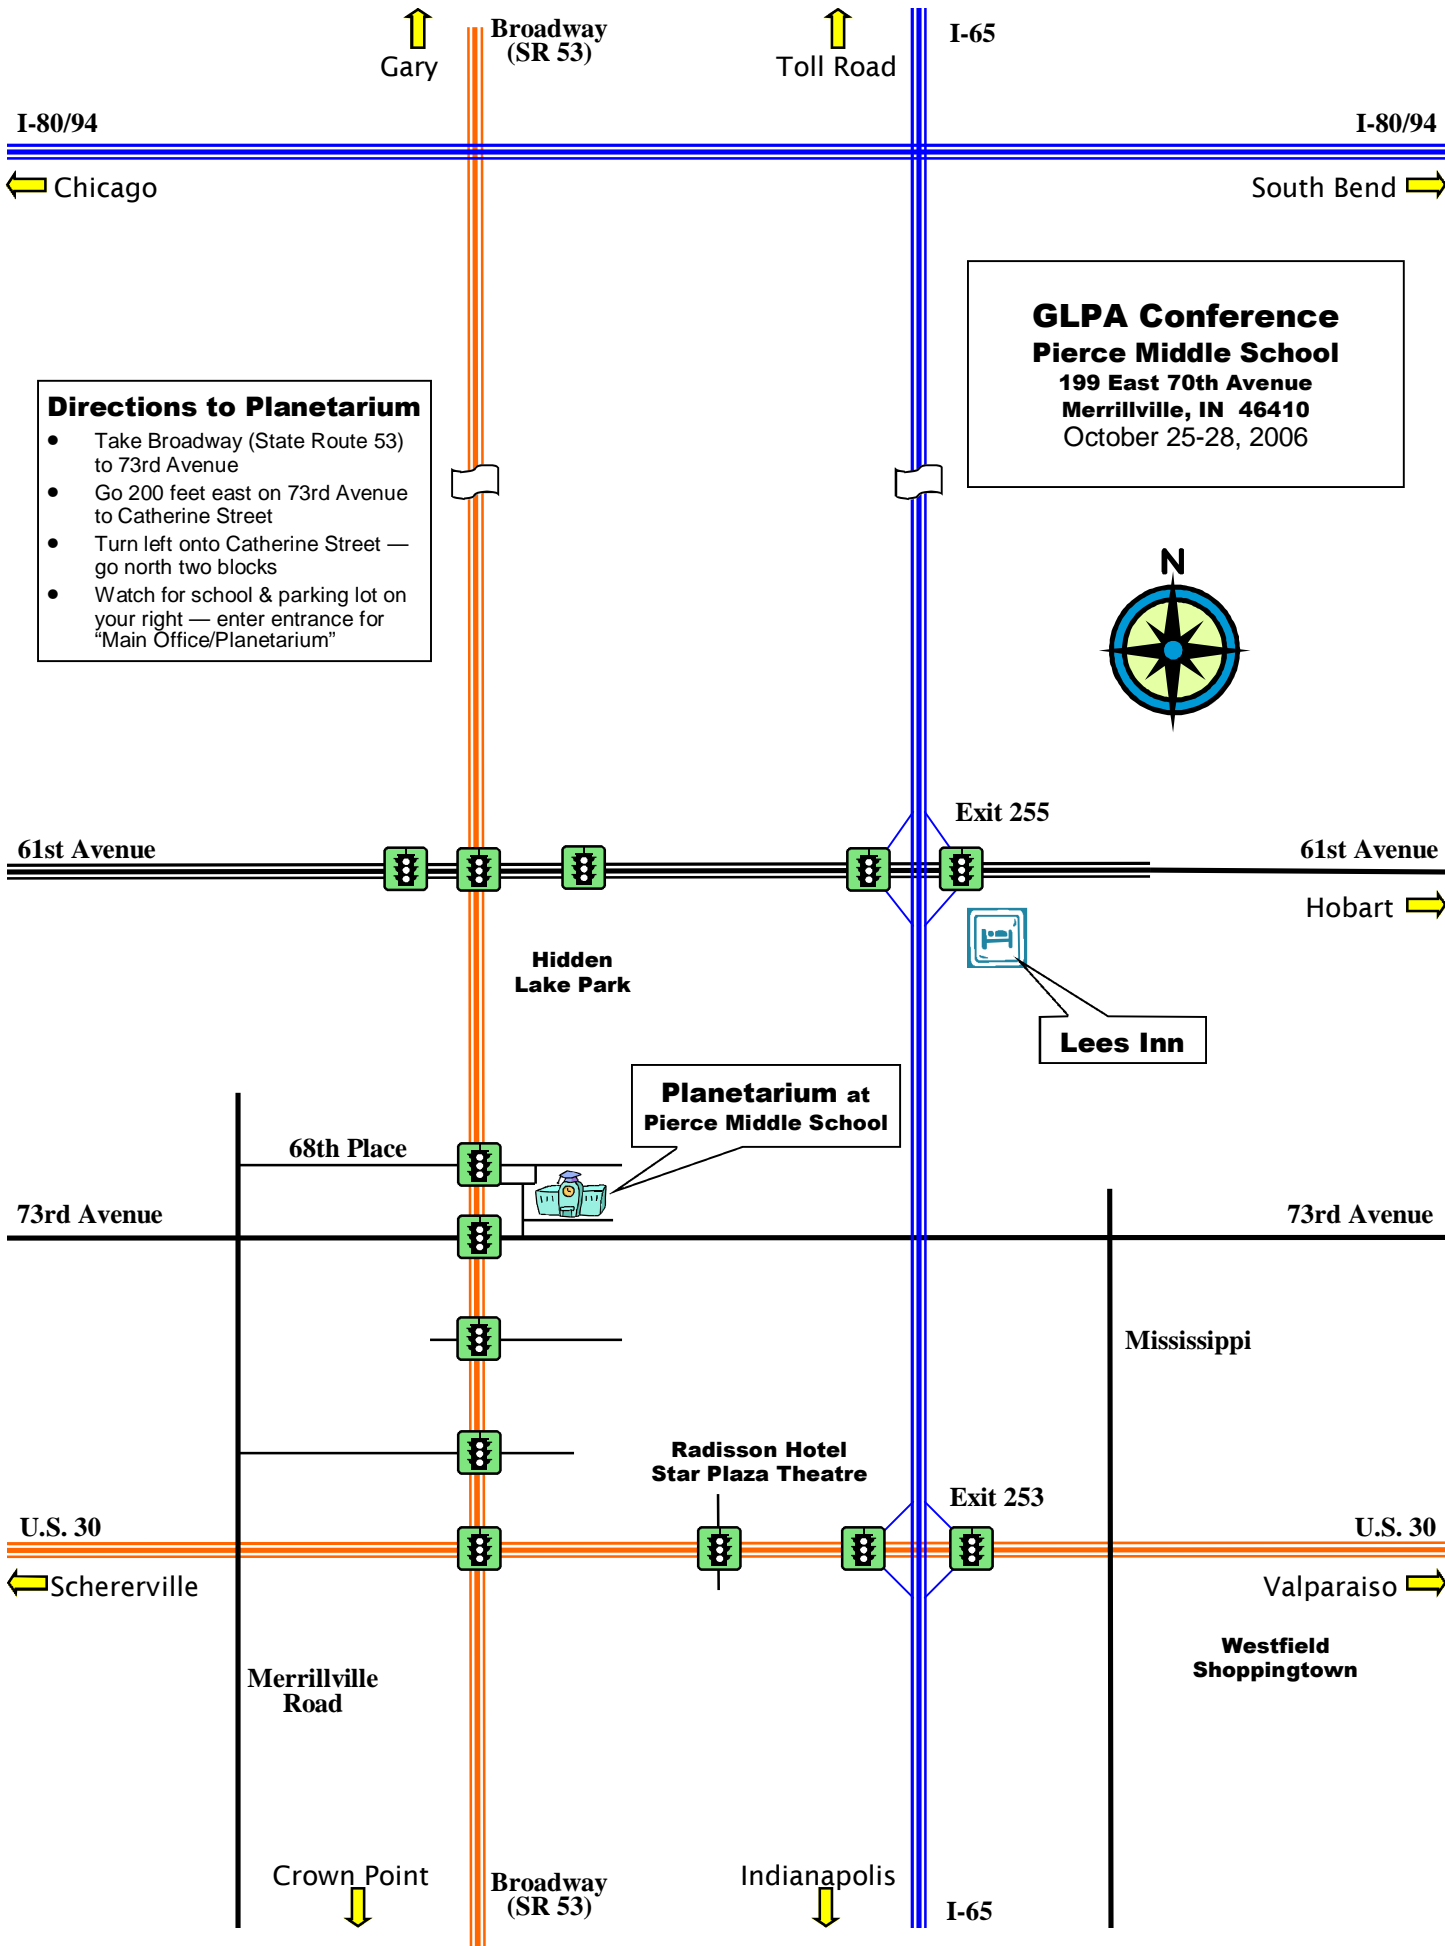 Broadway
(SR 53)
I-65
Gary
Toll Road
I-80/94
I-80/94
Chicago
South Bend
GLPA Conference
Pierce Middle School
199 East 70th Avenue
Merrillville, IN  46410
October 25-28, 2006
Directions to Planetarium
• Take Broadway (State Route 53)
to 73rd Avenue
• Go 200 feet east on 73rd Avenue
to Catherine Street
• Turn left onto Catherine Street —
go north two blocks
• Watch for school & parking lot on
your right — enter entrance for
“Main Office/Planetarium”
N
Exit 255
61st Avenue
61st Avenue
Hobart
Hidden
Lake Park
Lees Inn
Planetarium at
Pierce Middle School
68th Place
73rd Avenue
73rd Avenue
Mississippi
Radisson Hotel
Star Plaza Theatre
Exit 253
U.S. 30
U.S. 30
Schererville
Valparaiso
Westfield
Shoppingtown
Merrillville
Road
Crown Point
Broadway
(SR 53)
Indianapolis
I-65